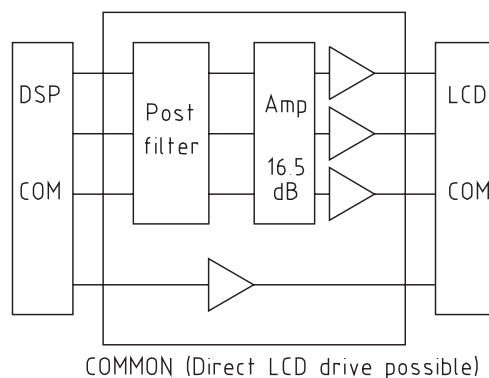 DSP
COM
Post
filter
Amp
16.5
dB
LCD
COM
COMMON (Direct LCD drive possible)